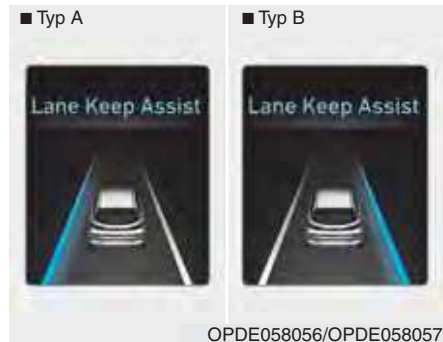 ■ Typ A
■ Typ B
Lane Keep Assist
Lane Keep Assist
OPDE058056/OPDE058057